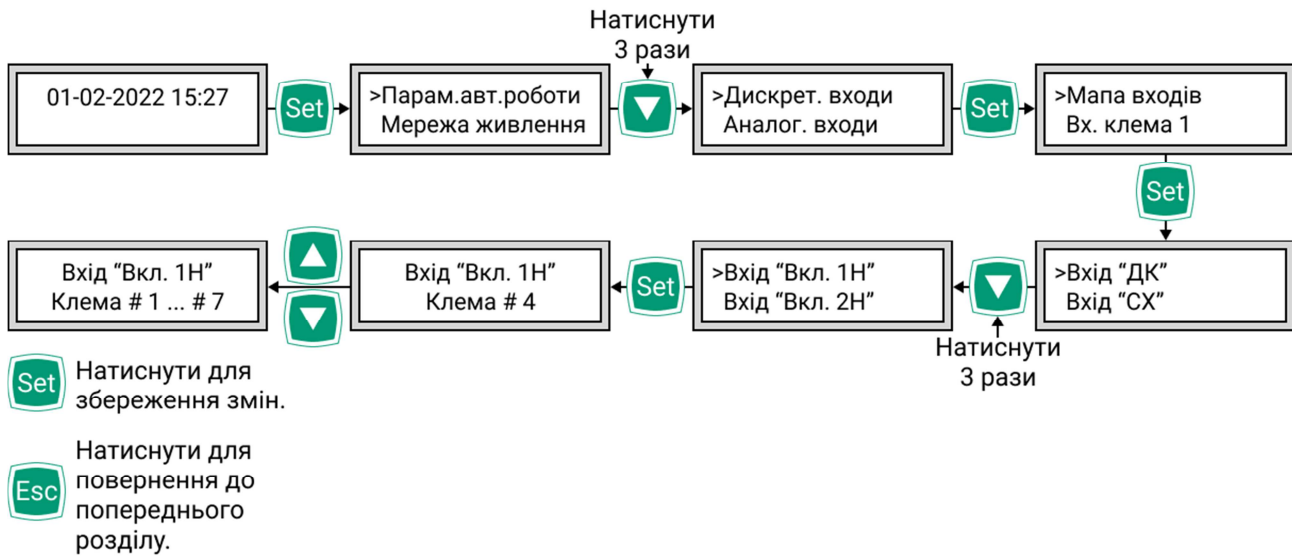 Натиснути
3 рази
01-02-2022 15:27
Set
>Парам.авт.роботи
Мережа живлення
>Дискрет. входи
Аналог. входи
Set
>Мапа входів
Вх. клема 1
Set
Вхід “Вкл. 1Н”
Клема # 1 ... # 7
Вхід “Вкл. 1Н”
Клема # 4
Set
>Вхід “Вкл. 1Н”
Вхід “Вкл. 2Н”
>Вхід “ДК”
Вхід “СХ”
Натиснути
3 рази
Set
Натиснути для
збереження змін.
Esc
Натиснути для
повернення до
попереднього
розділу.